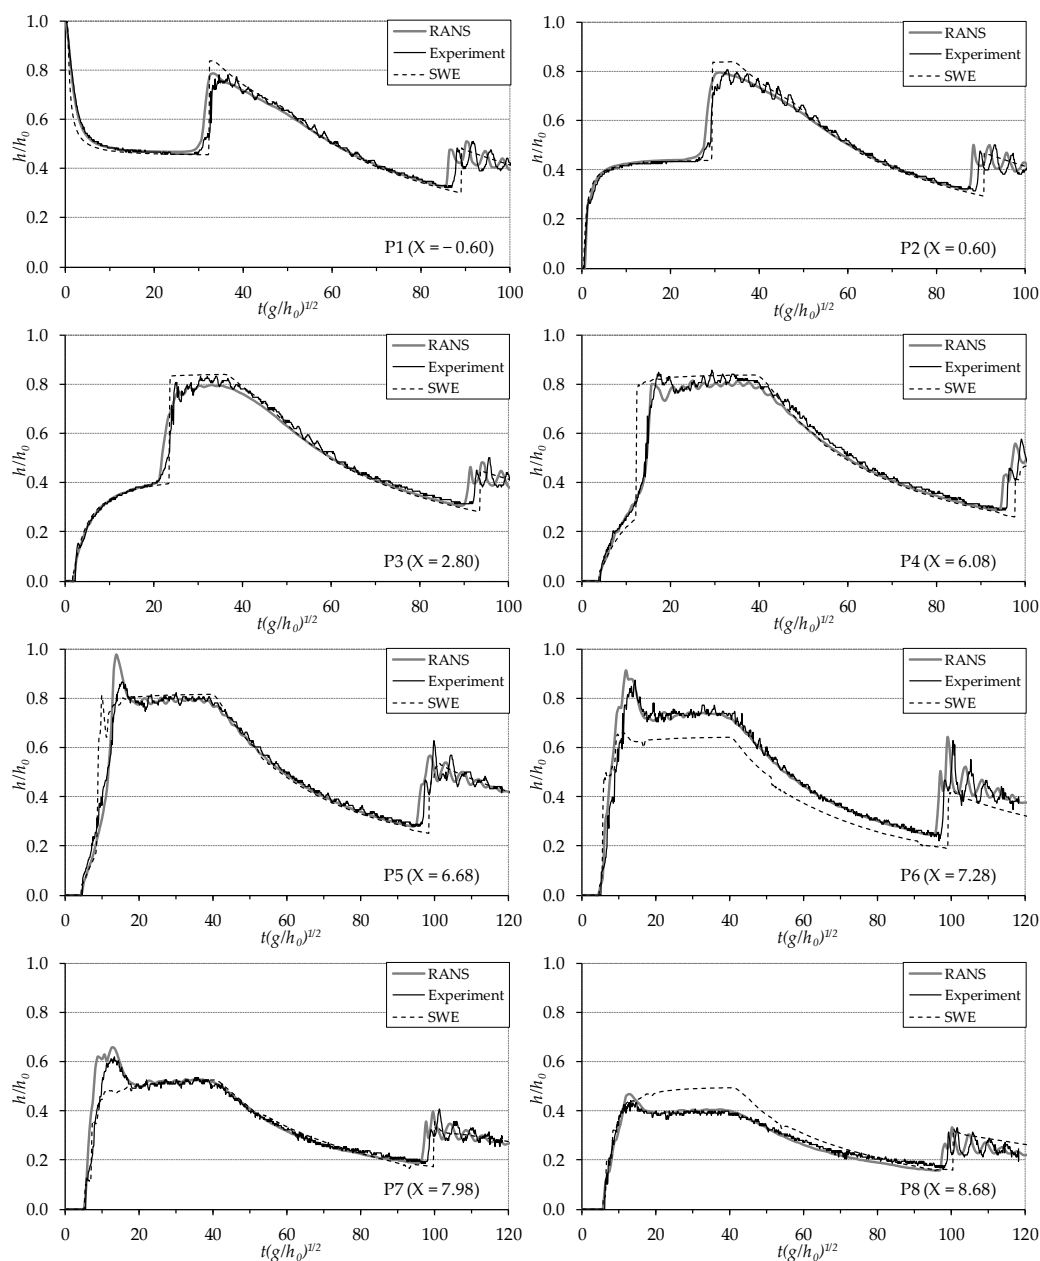 1.0
0.8
0.6
0.4
0.2
0.0
h/h0
RANS
Experiment
SWE
P1 (X = − 0.60)
0 20 40 60 80 100
t(g/h0)1/2
1.0
0.8
0.6
0.4
0.2
0.0
h/h0
RANS
Experiment
SWE
P2 (X = 0.60)
0 20 40 60 80 100
t(g/h0)1/2
1.0
0.8
0.6
0.4
0.2
0.0
h/h0
RANS
Experiment
SWE
P3 (X = 2.80)
0 20 40 60 80 100
t(g/h0)1/2
1.0
0.8
0.6
0.4
0.2
0.0
h/h0
RANS
Experiment
SWE
P4 (X = 6.08)
0 20 40 60 80 100
t(g/h0)1/2
1.0
0.8
0.6
0.4
0.2
0.0
h/h0
RANS
Experiment
SWE
P5 (X = 6.68)
0 20 40 60 80 100 120
t(g/h0)1/2
1.0
0.8
0.6
0.4
0.2
0.0
h/h0
RANS
Experiment
SWE
P6 (X = 7.28)
0 20 40 60 80 100 120
t(g/h0)1/2
1.0
0.8
0.6
0.4
0.2
0.0
h/h0
RANS
Experiment
SWE
P7 (X = 7.98)
0 20 40 60 80 100 120
t(g/h0)1/2
1.0
0.8
0.6
0.4
0.2
0.0
h/h0
RANS
Experiment
SWE
P8 (X = 8.68)
0 20 40 60 80 100 120
t(g/h0)1/2